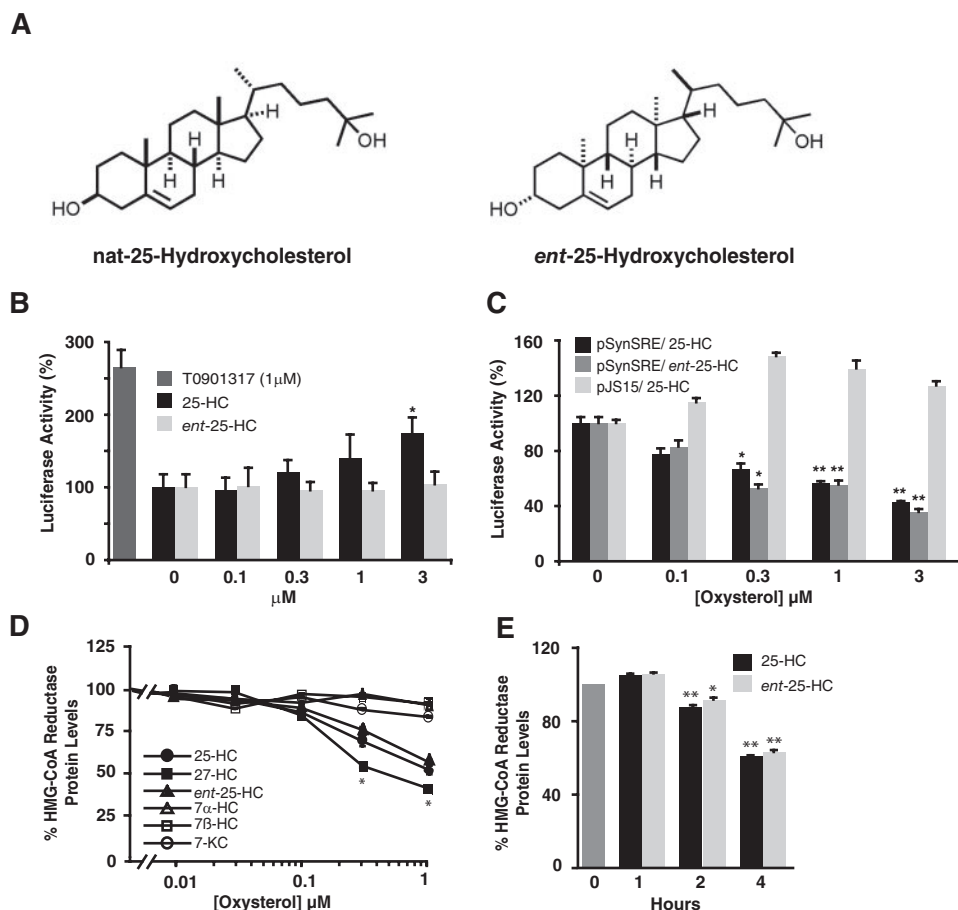 A
H
H
H
H
OH
HO
nat-25-Hydroxycholesterol
H
H
H
H
OH
HO
ent-25-Hydroxycholesterol
B
Luciferase Activity (%)
300
250
200
150
100
50
0
T0901317 (1μM)
25-HC
ent-25-HC
*
0 0.1 0.3 1 3
μM
C
Luciferase Activity (%)
160
120
80
40
0
pSynSRE/ 25-HC
pSynSRE/ ent-25-HC
pJS15/ 25-HC
* * ** ** ** **
0 0.1 0.3 1 3
[Oxysterol] μM
D
% HMG-CoA Reductase
Protein Levels
125
100
75
50
25
0
25-HC
27-HC
ent-25-HC
7α-HC
7ß-HC
7-KC
* *
0.01 0.1 1
[Oxysterol] μM
E
% HMG-CoA Reductase
Protein Levels
120
80
40
0
25-HC
ent-25-HC
** * ** **
0 1 2 4
Hours